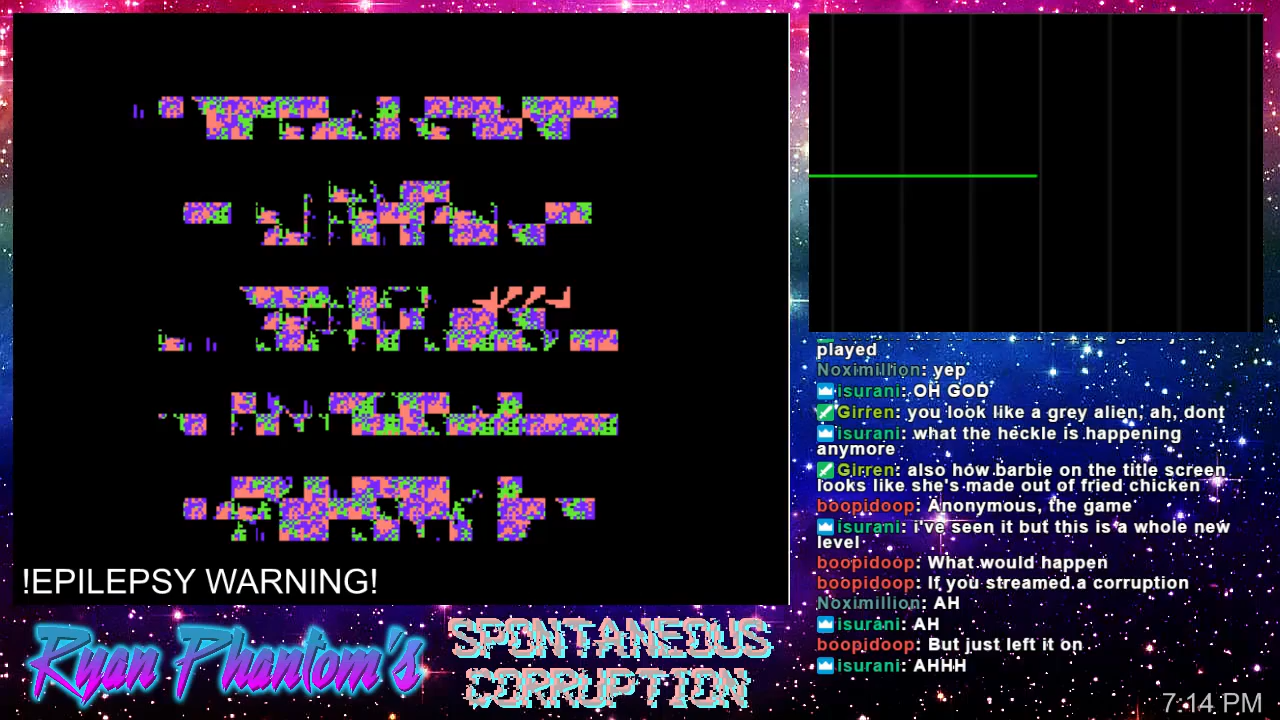 played
Noximillion: yep
isurani: OH GOD
Girren: you look like a grey alien, ah, dont
isurani: what the heckle is happening
anymore
Girren: also how barbie on the title screen
looks like she's made out of fried chicken
boopidoop: Anonymous, the game
isurani: i've seen it but this is a whole new
level
boopidoop: What would happen
boopidoop: If you streamed a corruption
Noximillion: AH
isurani: AH
boopidoop: But just left it on
isurani: AHHH
!EPILEPSY WARNING!
Ryan Phantom's
SPONTANEOUS
CORRUPTION
7:14 PM